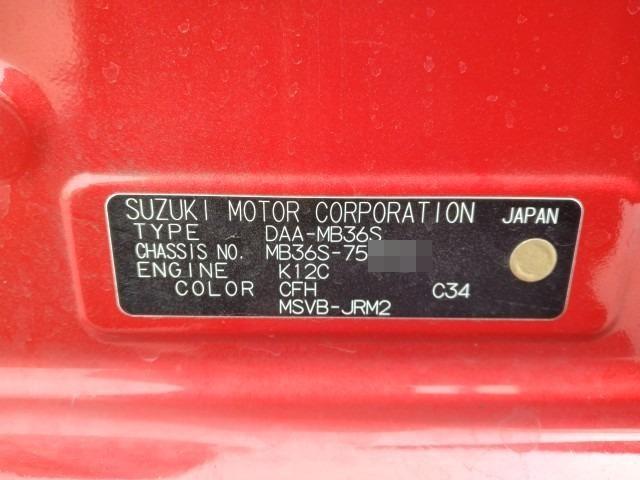 SUZUKI MOTOR CORPORATION JAPAN
TYPE DAA-MB36S
CHASSIS NO. MB36S-75
ENGINE K12C
COLOR CFH C34
MSVB-JRM2